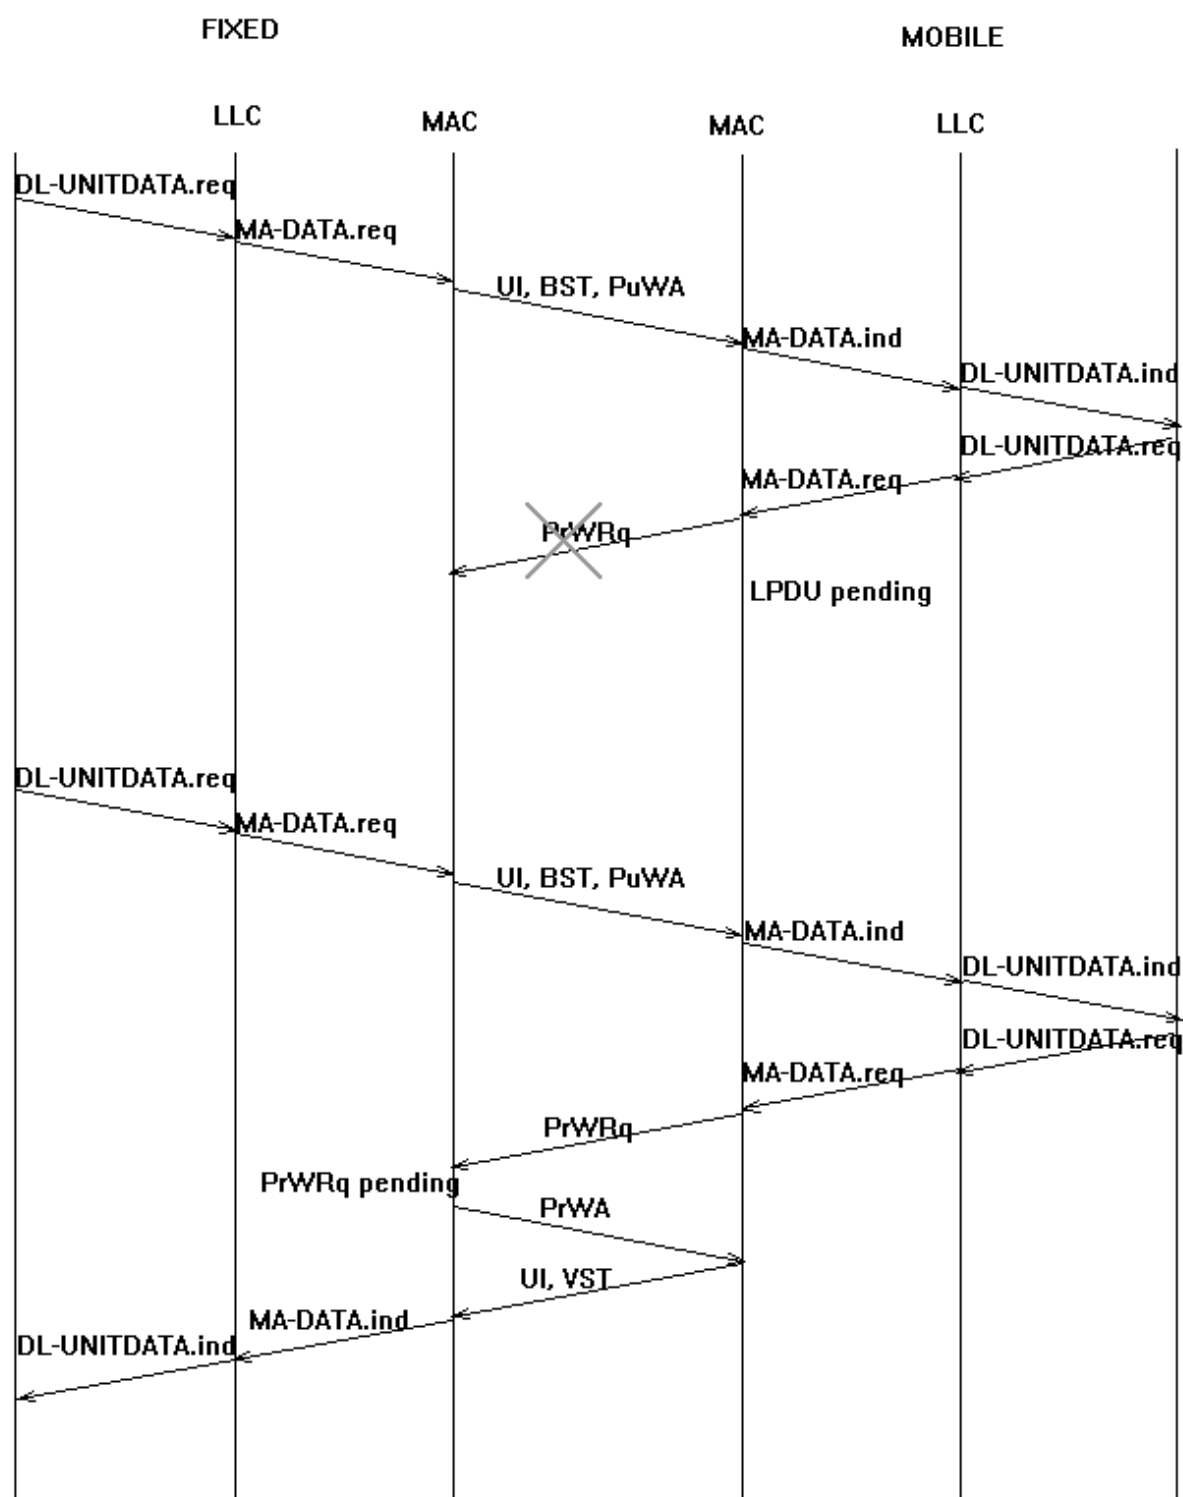 FIXED
MOBILE
LLC
MAC
MAC
LLC
DL-UNITDATA.req
MA-DATA.req
UI, BST, PuWA
MA-DATA.ind
DL-UNITDATA.ind
DL-UNITDATA.req
MA-DATA.req
PrWRq
LPDU pending
DL-UNITDATA.req
MA-DATA.req
UI, BST, PuWA
MA-DATA.ind
DL-UNITDATA.ind
DL-UNITDATA.req
MA-DATA.req
PrWRq
PrWRq pending
PrWA
UI, VST
MA-DATA.ind
DL-UNITDATA.ind